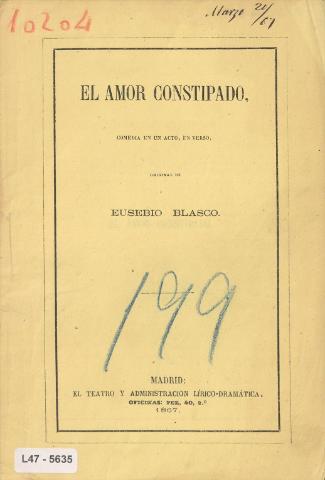 10204
Marzo 21/67
EL AMOR CONSTIPADO,
COMEDIA EN UN ACTO, EN VERSO,
ORIGINAL DE
EUSEBIO BLASCO.
199
MADRID:
EL TEATRO Y ADMINISTRACION LÍRICO-DRAMÁTICA,
OFICINAS: PEZ, 40, 2.º
1867.
L47 - 5635